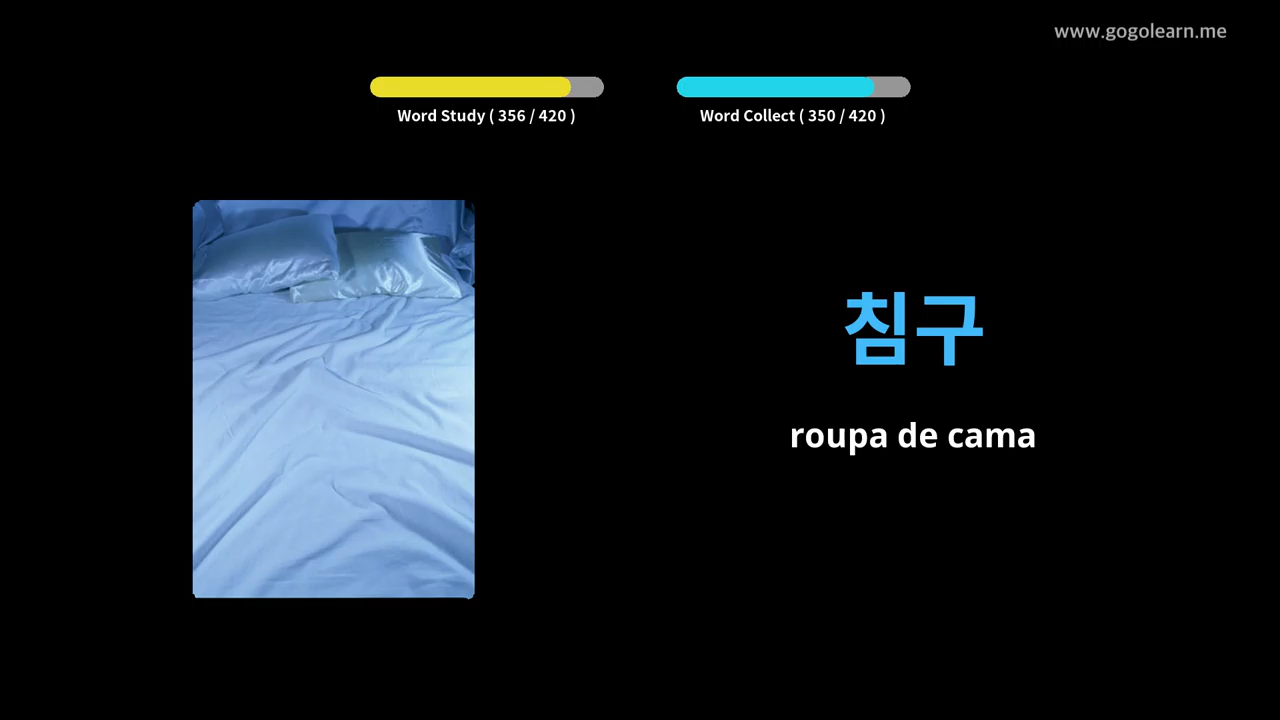 www.gogolearn.me
Word Study ( 356 / 420 )
Word Collect ( 350 / 420 )
침구
roupa de cama